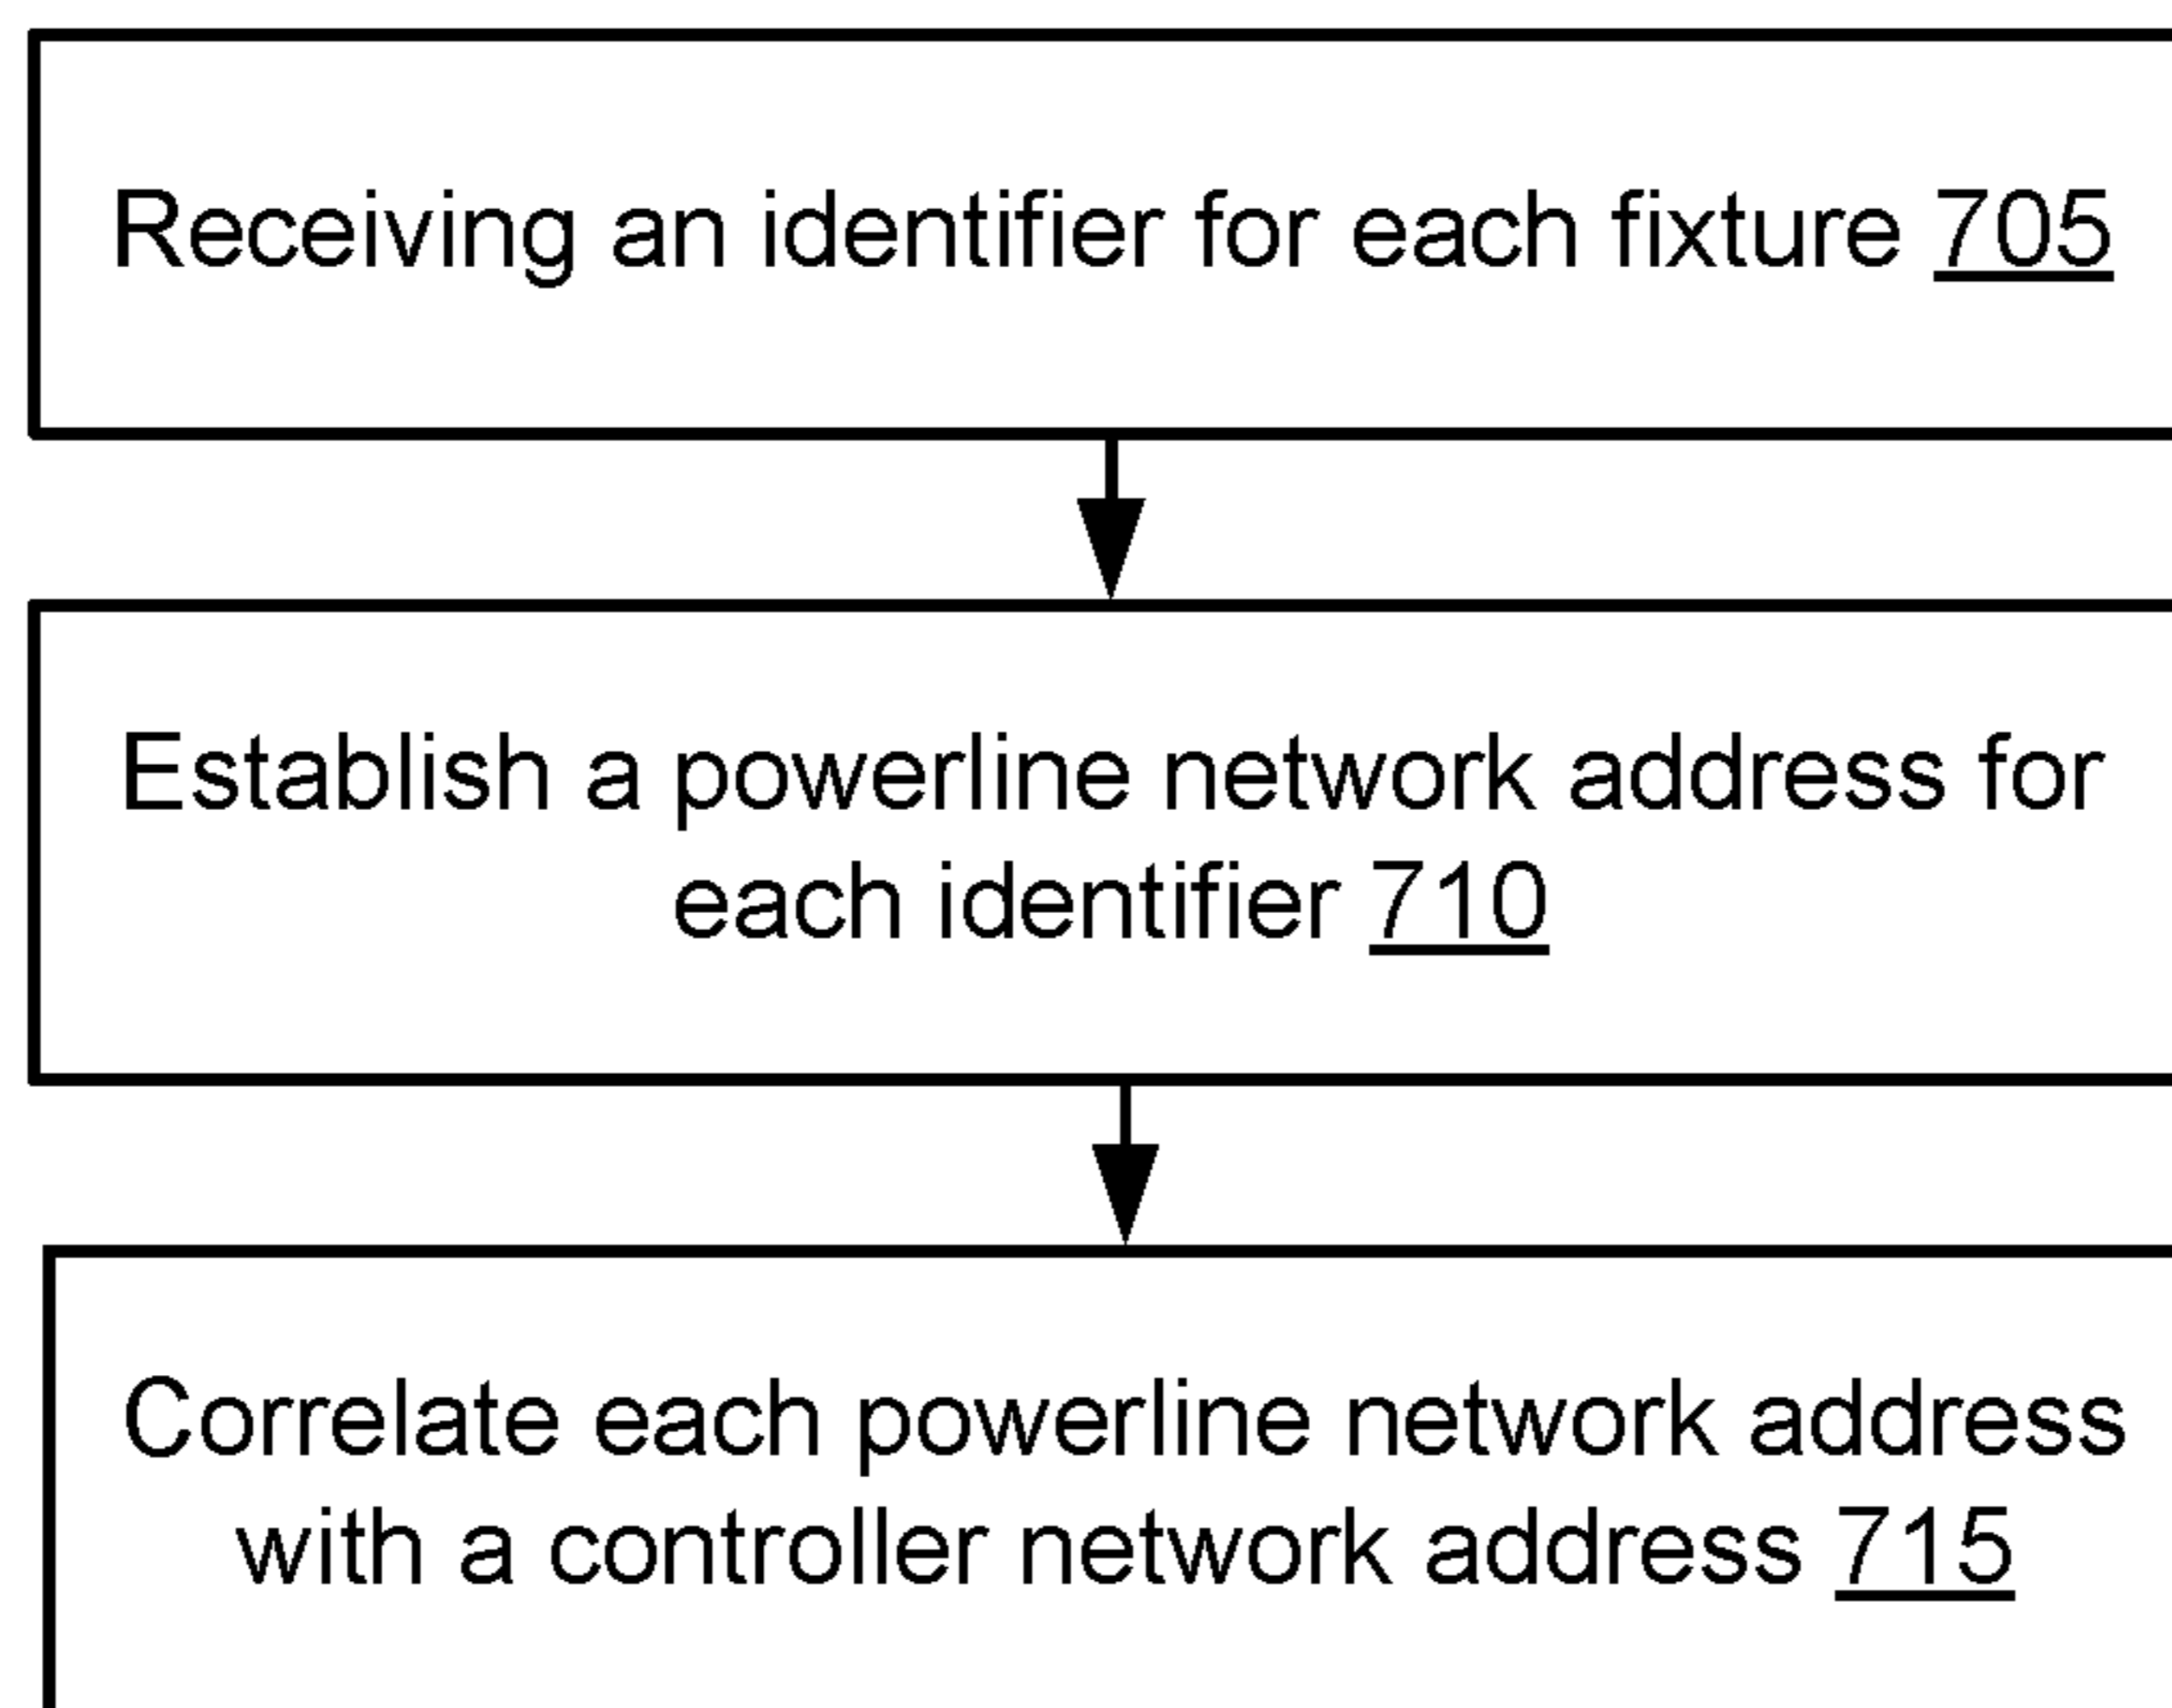 Receiving an identifier for each fixture 705
Establish a powerline network address for
each identifier 710
Correlate each powerline network address
with a controller network address 715